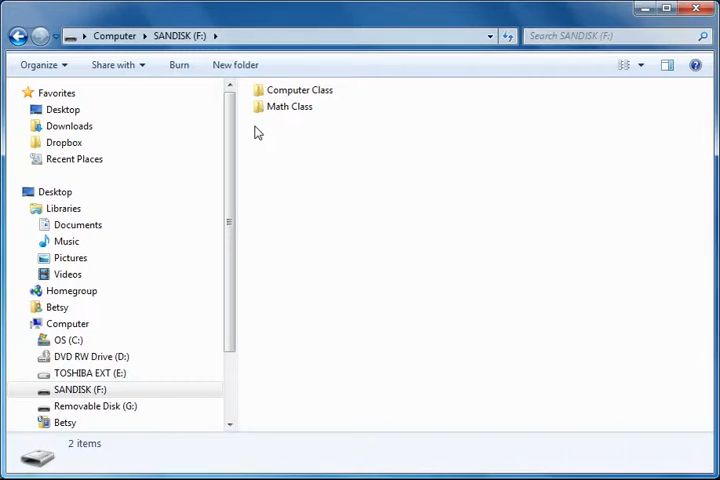 Computer
SANDISK (F:)
Search SANDISK (F:)
Organize
Share with
Burn
New folder
Favorites
Desktop
Downloads
Dropbox
Recent Places
Desktop
Libraries
Documents
Music
Pictures
Videos
Homegroup
Betsy
Computer
OS (C:)
DVD RW Drive (D:)
TOSHIBA EXT (E:)
SANDISK (F:)
Removable Disk (G:)
Betsy
Computer Class
Math Class
2 items